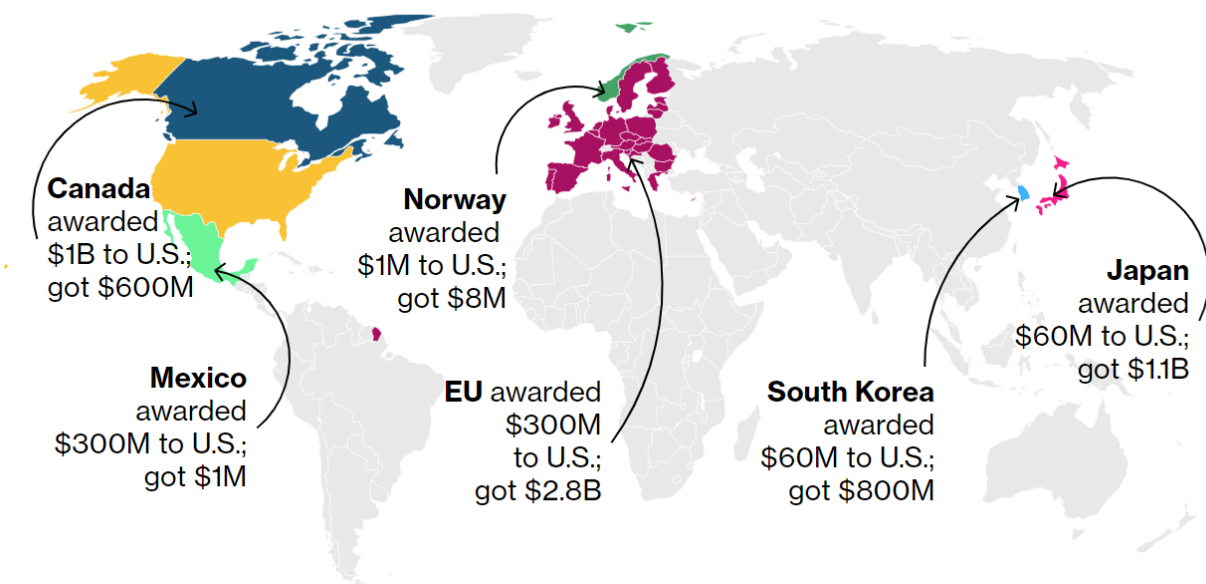 Canada
awarded
$1B to U.S.;
got $600M
Norway
awarded
$1M to U.S.;
got $8M
Japan
awarded
$60M to U.S.;
got $1.1B
Mexico
awarded
$300M to U.S.;
got $1M
EU awarded
$300M
to U.S.;
got $2.8B
South Korea
awarded
$60M to U.S.;
got $800M